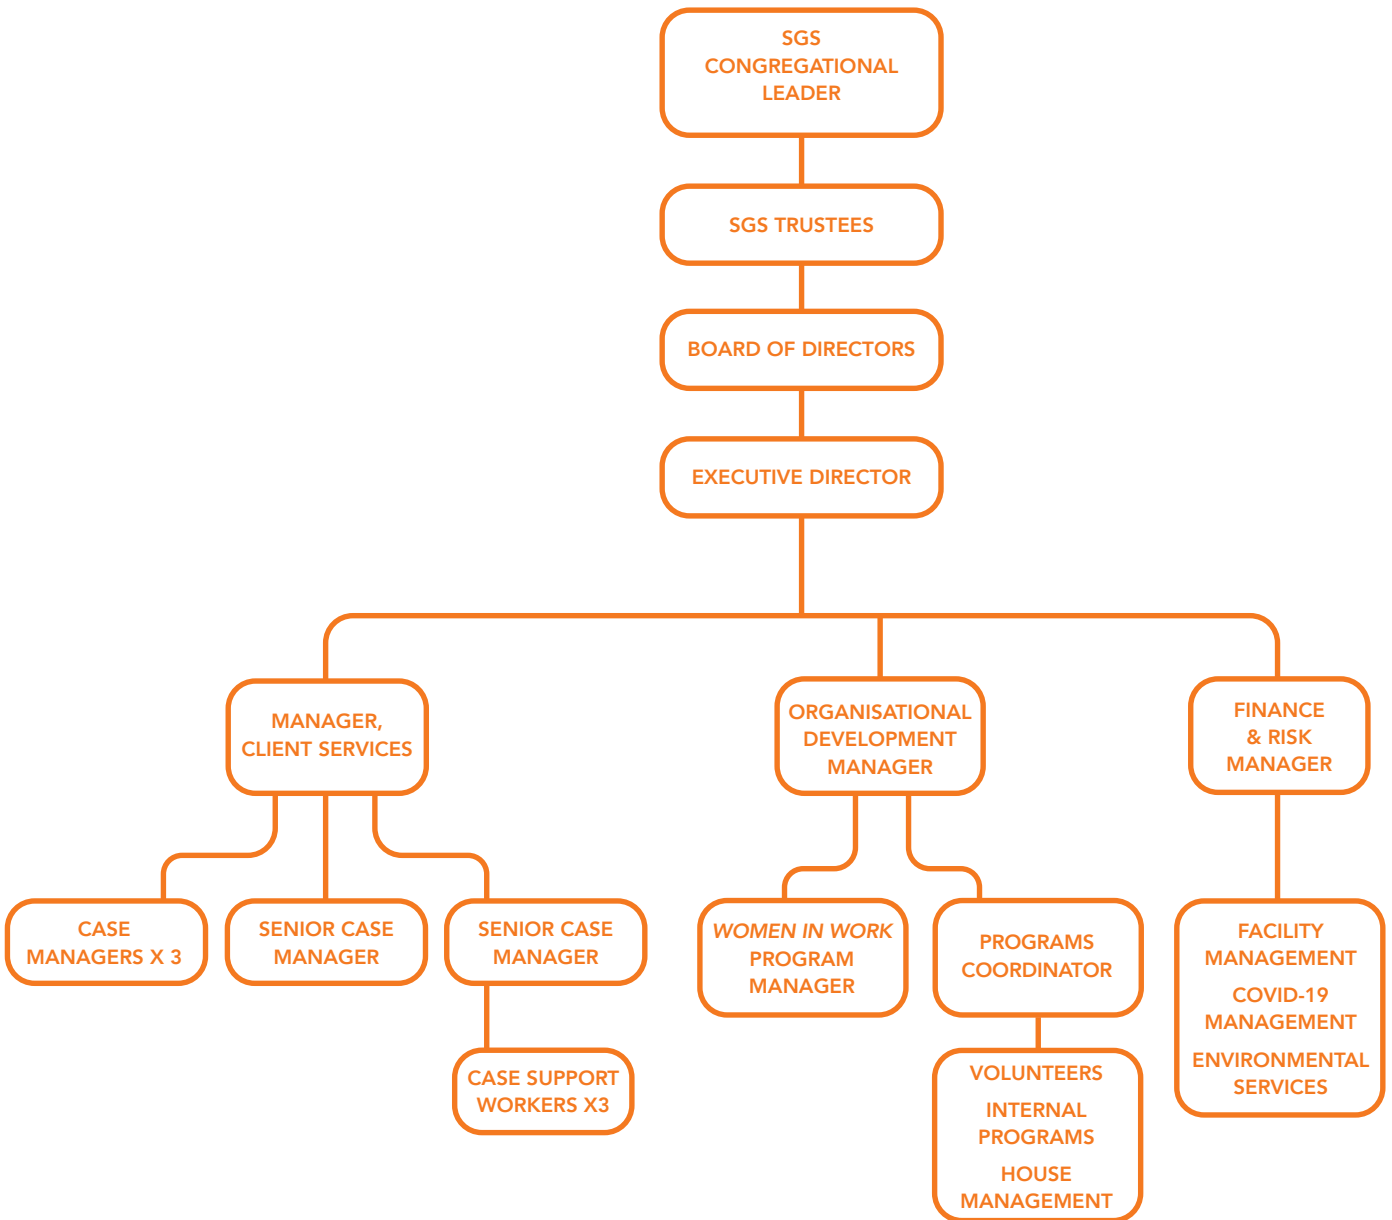 SGS
CONGREGATIONAL
LEADER
SGS TRUSTEES
BOARD OF DIRECTORS
EXECUTIVE DIRECTOR
MANAGER,
CLIENT SERVICES
ORGANISATIONAL
DEVELOPMENT
MANAGER
FINANCE
& RISK
MANAGER
CASE
MANAGERS X 3
SENIOR CASE
MANAGER
SENIOR CASE
MANAGER
CASE SUPPORT
WORKERS X3
WOMEN IN WORK
PROGRAM
MANAGER
PROGRAMS
COORDINATOR
VOLUNTEERS
INTERNAL
PROGRAMS
HOUSE
MANAGEMENT
FACILITY
MANAGEMENT
COVID-19
MANAGEMENT
ENVIRONMENTAL
SERVICES